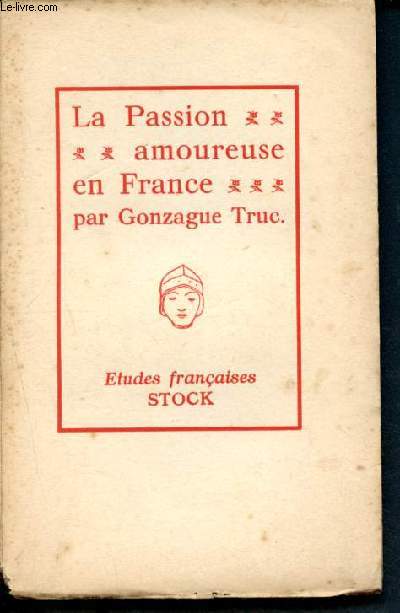 Le-livre.com
La Passion
amoureuse
en France
par Gonzague Truc.
Etudes françaises
STOCK